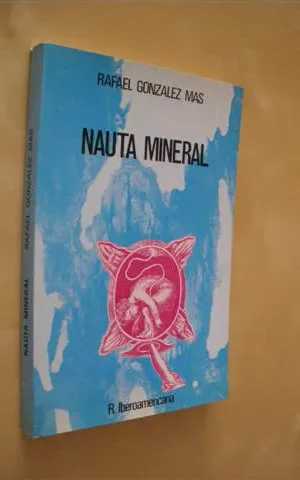 RAFAEL GONZALEZ MAS
NAUTA MINERAL
R. Iberoamericana
NAUTA MINERAL RAFAEL GONZALEZ MAS